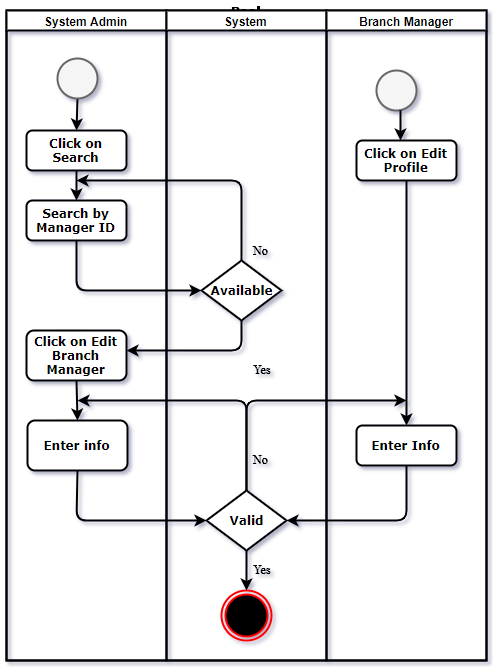 System Admin
System
Branch Manager
Click on
Search
Click on Edit
Profile
Search by
Manager ID
No
Available
Click on Edit
Branch
Manager
Yes
Enter info
Enter Info
No
Valid
Yes